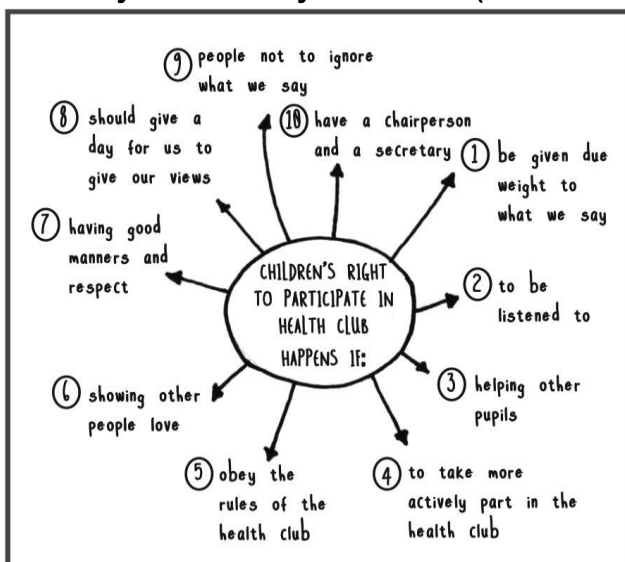 CHILDREN'S RIGHT
TO PARTICIPATE IN
HEALTH CLUB
HAPPENS IF:
1 be given due
weight to
what we say
2 to be
listened to
3 helping other
pupils
4 to take more
actively part in the
health club
5 obey the
rules of the
health club
6 showing other
people love
7 having good
manners and
respect
8 should give a
day for us to
give our views
9 people not to ignore
what we say
10 have a chairperson
and a secretary